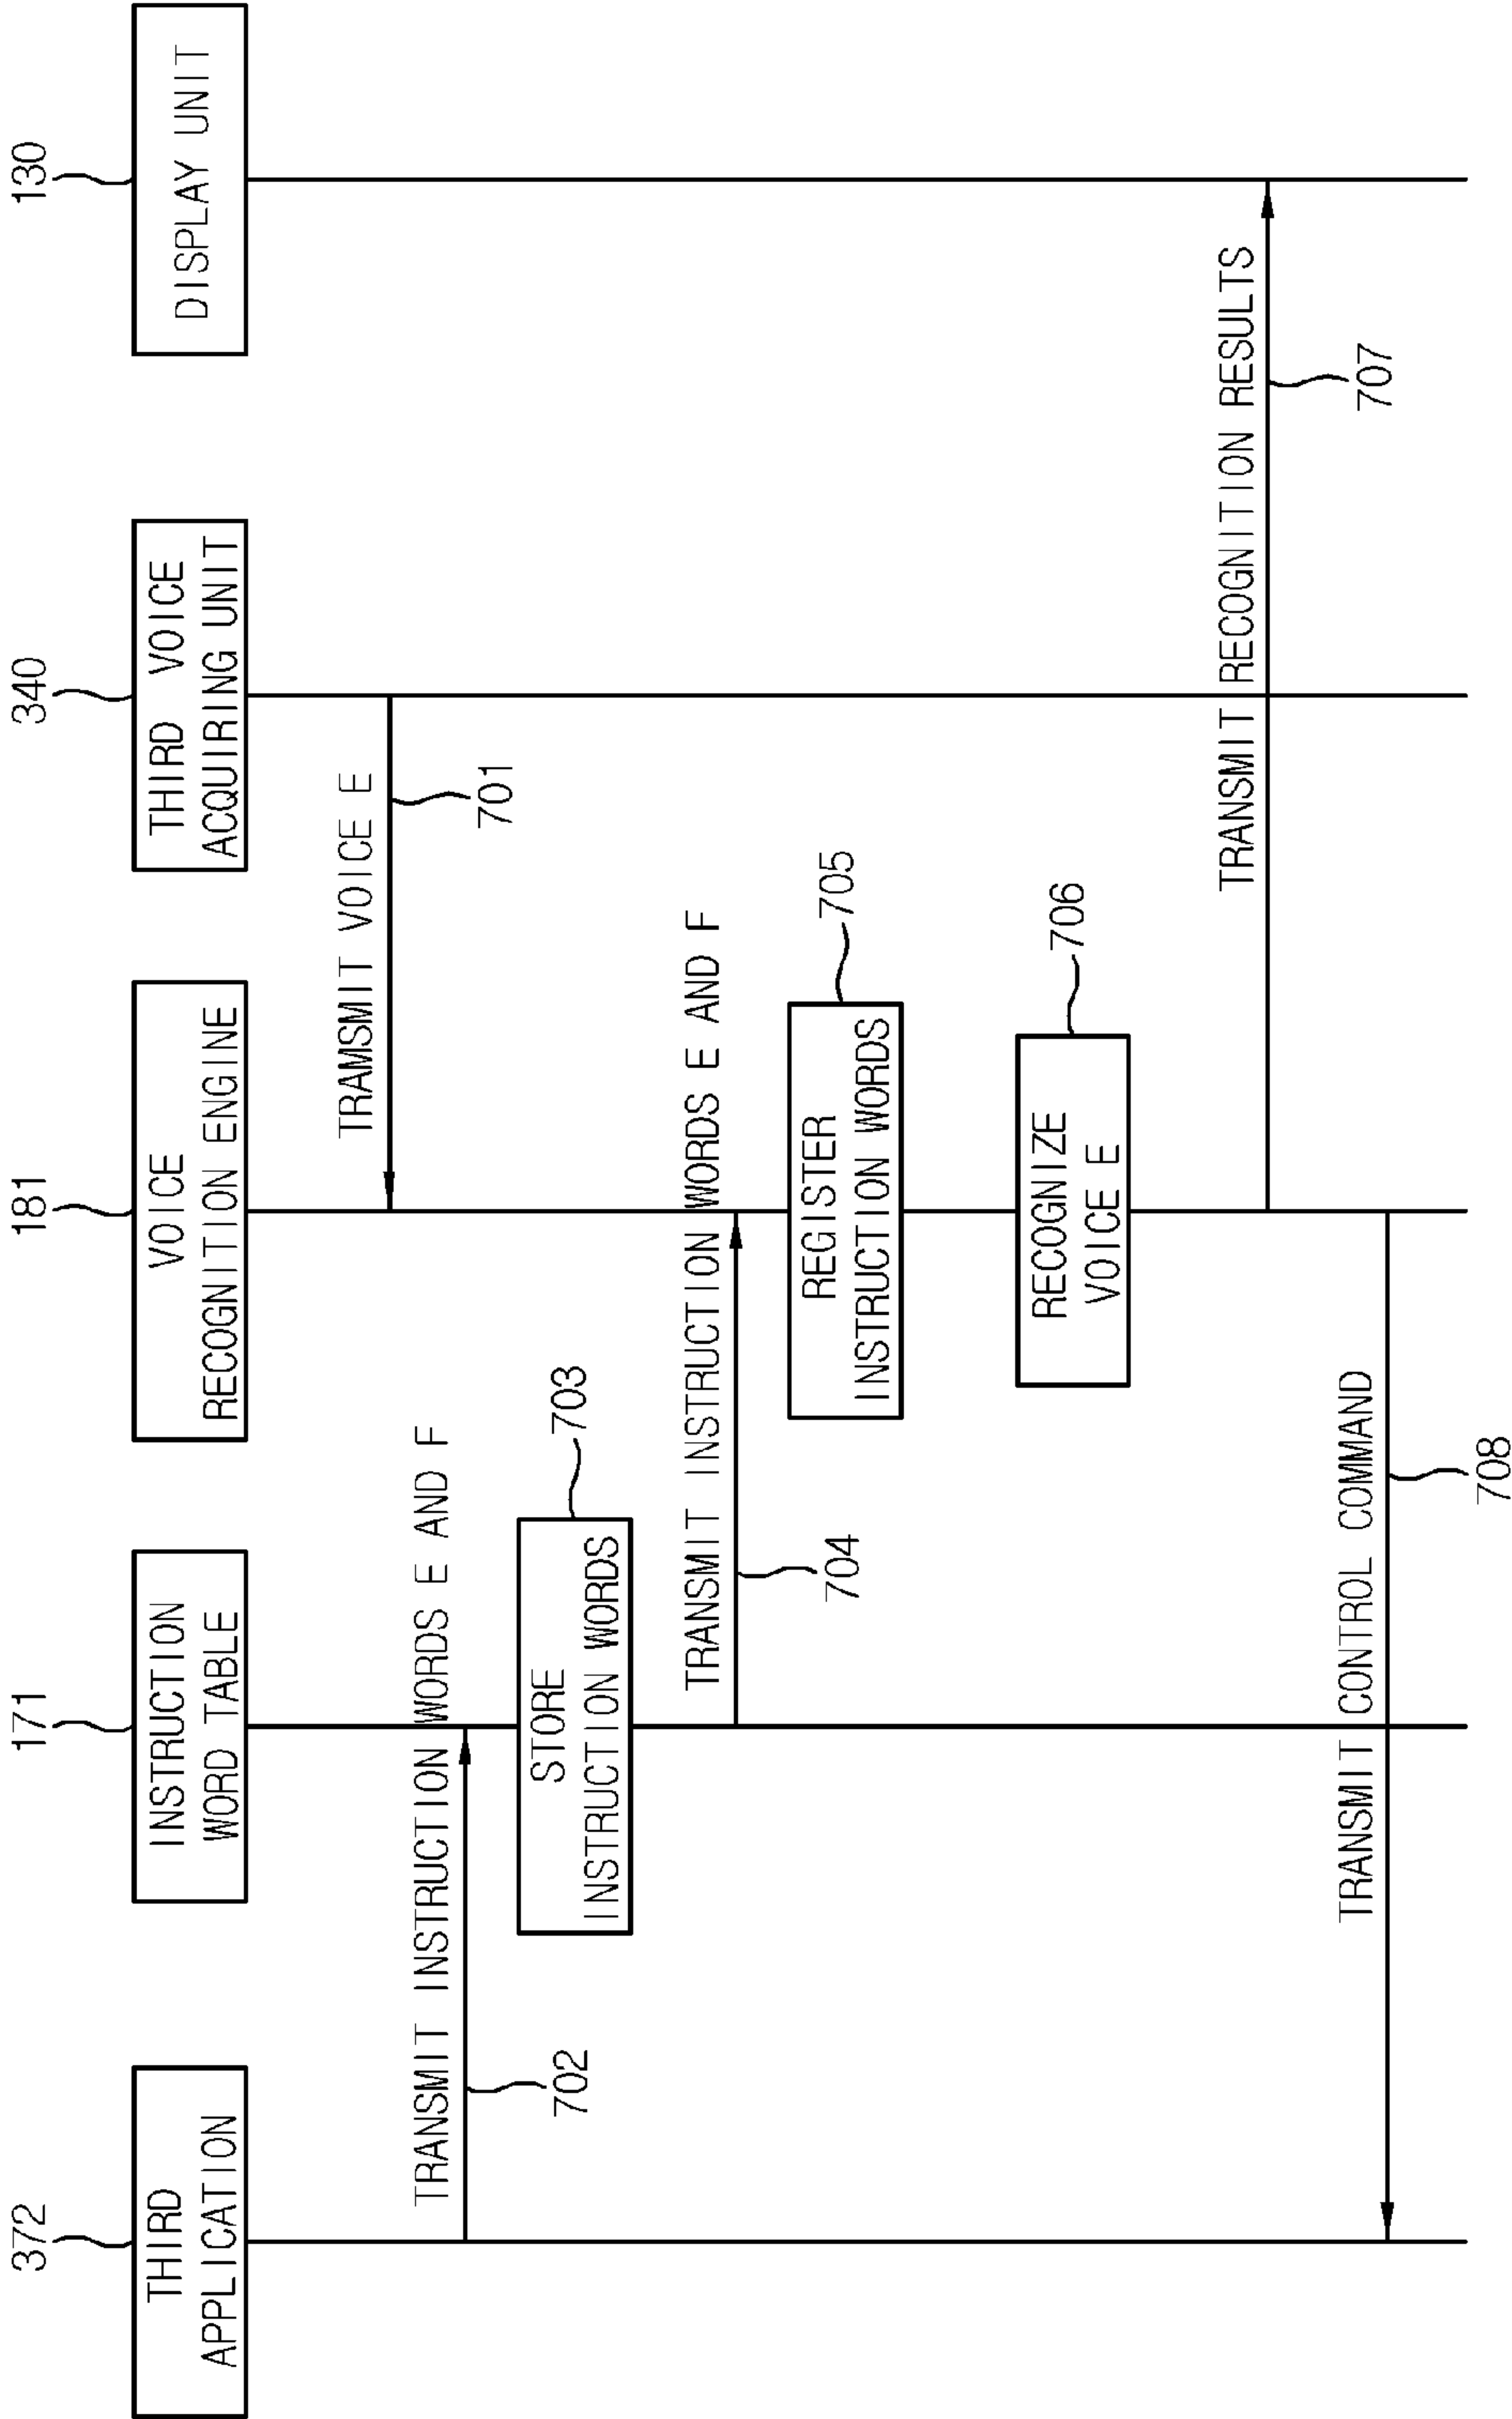 372
171
181
340
130
THIRD
APPLICATION
INSTRUCTION
WORD TABLE
VOICE
RECOGNITION ENGINE
THIRD VOICE
ACQUIRING UNIT
DISPLAY UNIT
TRAMSMIT VOICE E
701
TRANSMIT INSTRUCTION WORDS E AND F
702
703
STORE
INSTRUCTION WORDS
TRANSMIT INSTRUCTION WORDS E AND F
704
705
REGISTER
INSTRUCTION WORDS
706
RECOGNIZE
VOICE E
TRANSMIT RECOGNITION RESULTS
707
TRANSMIT CONTROL COMMAND
708